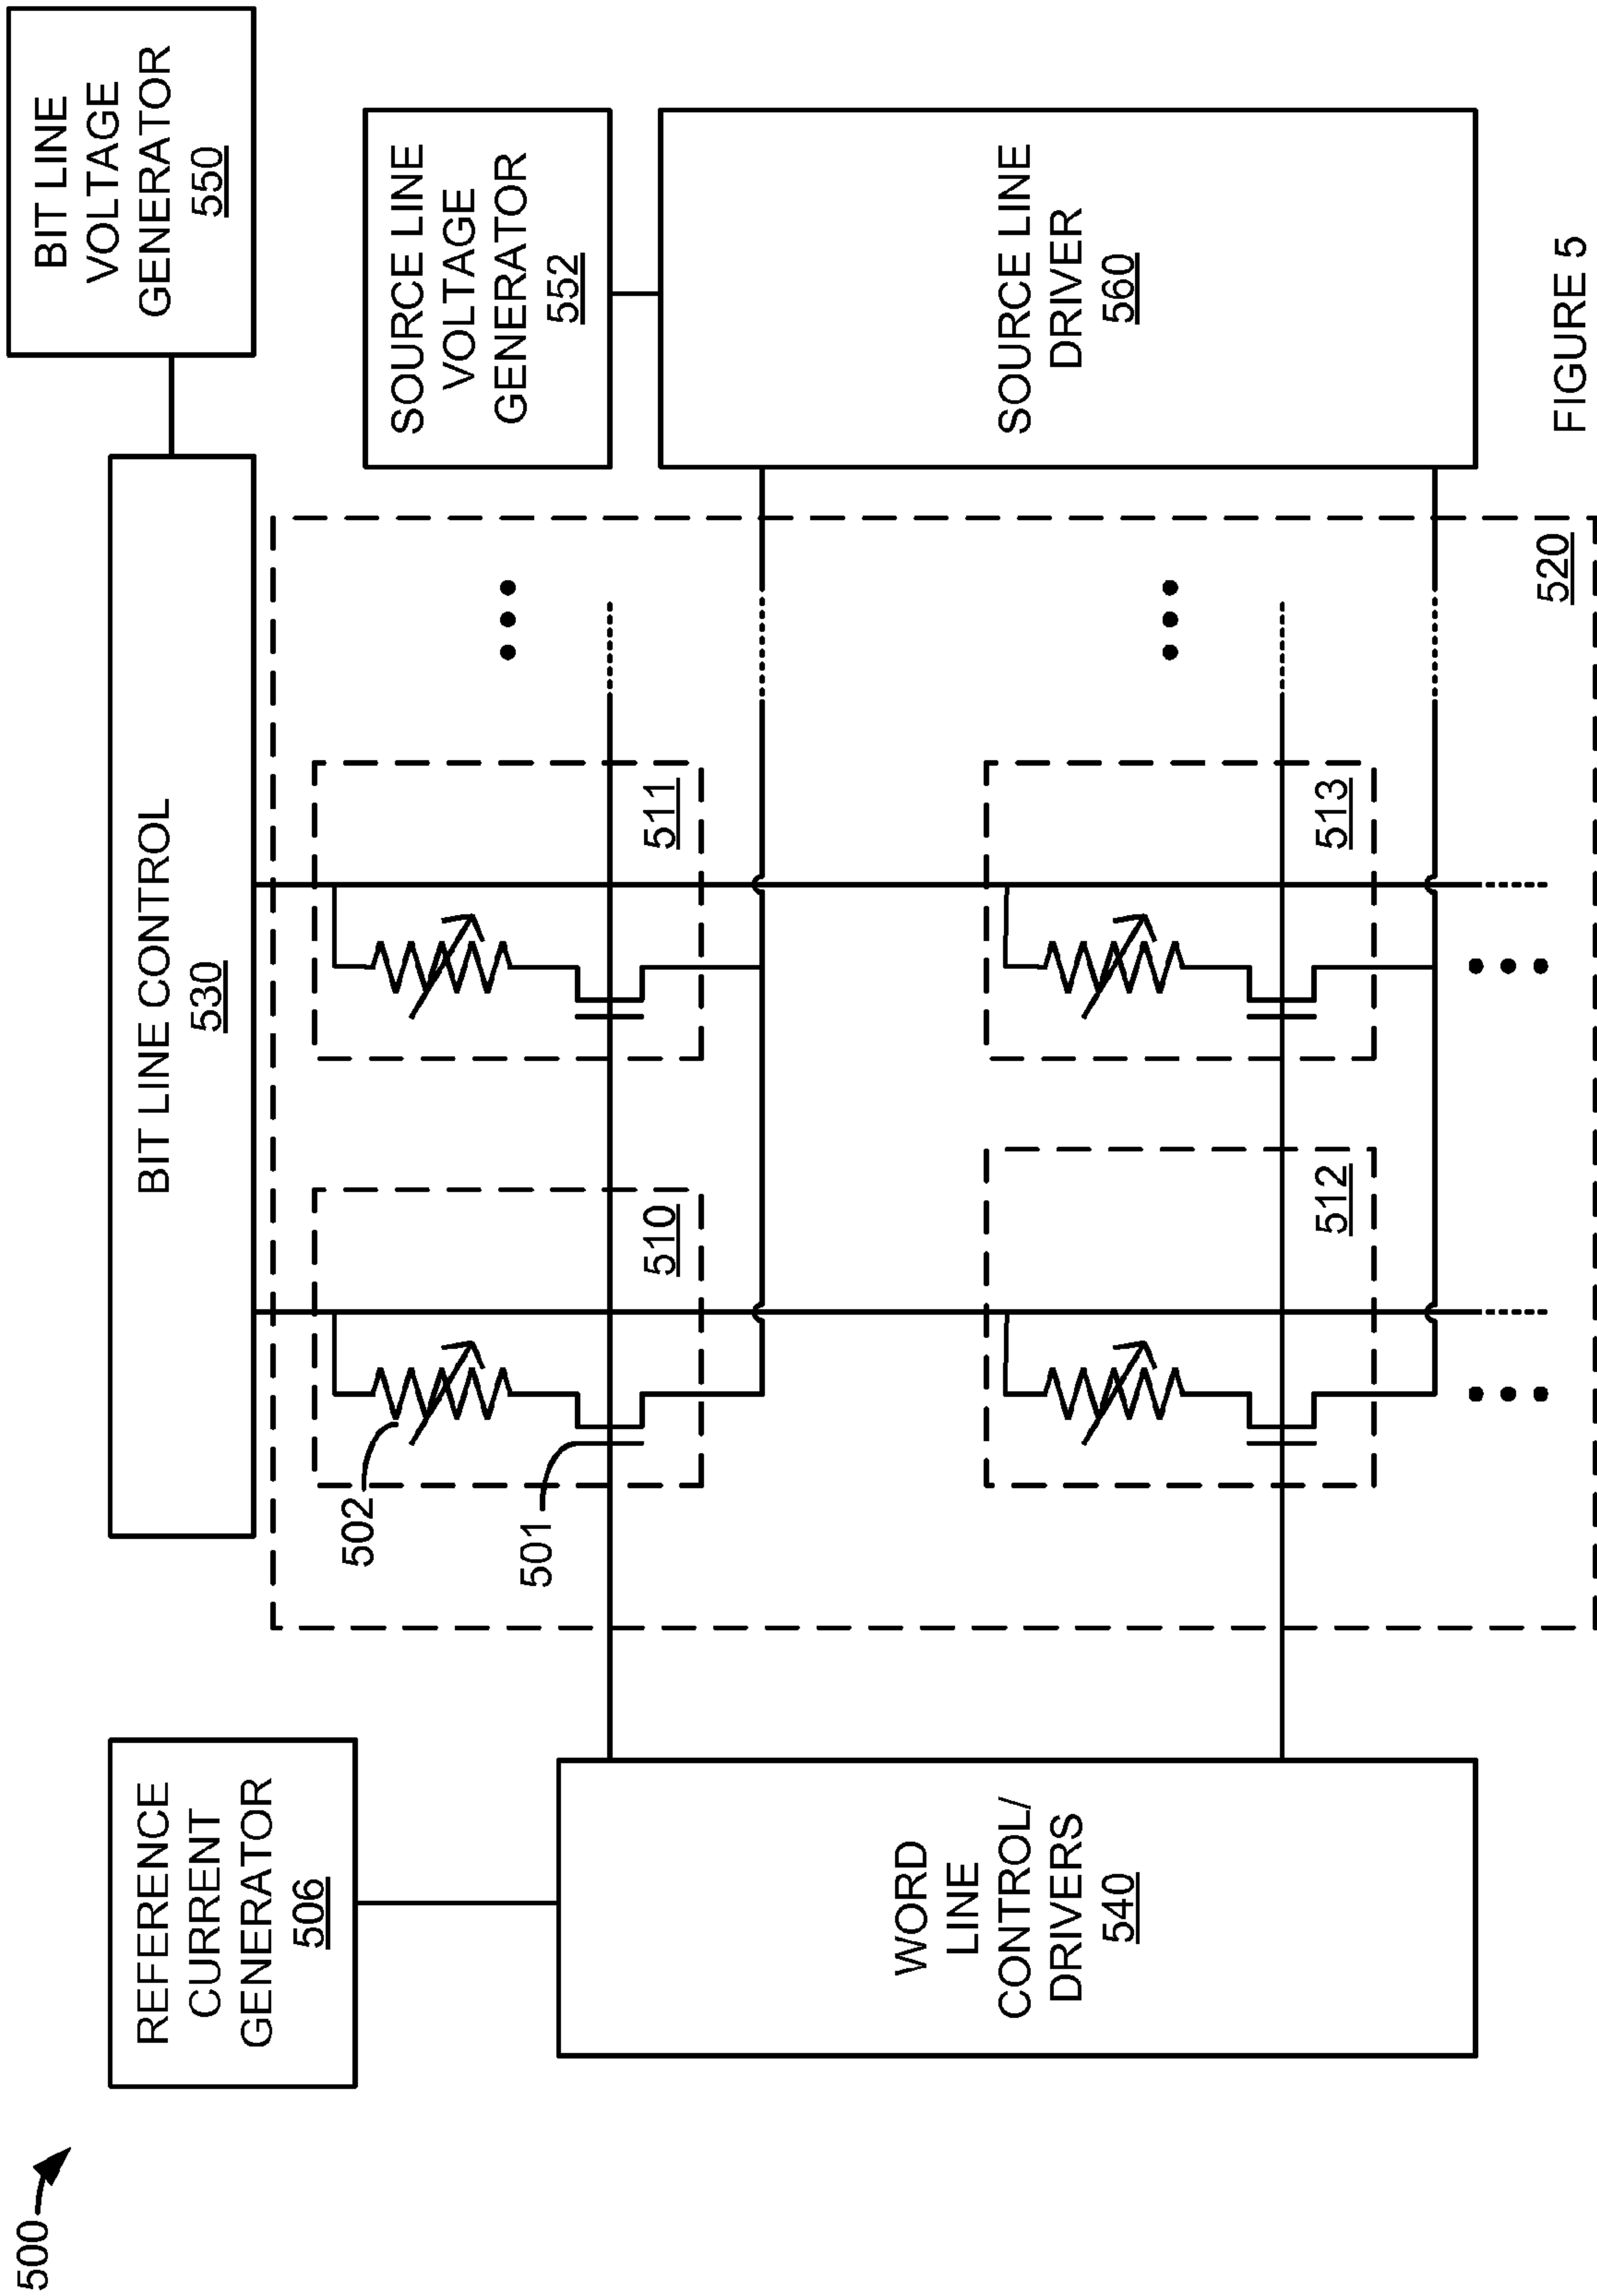 500
BIT LINE
VOLTAGE
GENERATOR
550
REFERENCE
CURRENT
GENERATOR
506
BIT LINE CONTROL
530
SOURCE LINE
VOLTAGE
GENERATOR
552
502
501
510
511
WORD
LINE
CONTROL/
DRIVERS
540
SOURCE LINE
DRIVER
560
512
513
520
FIGURE 5